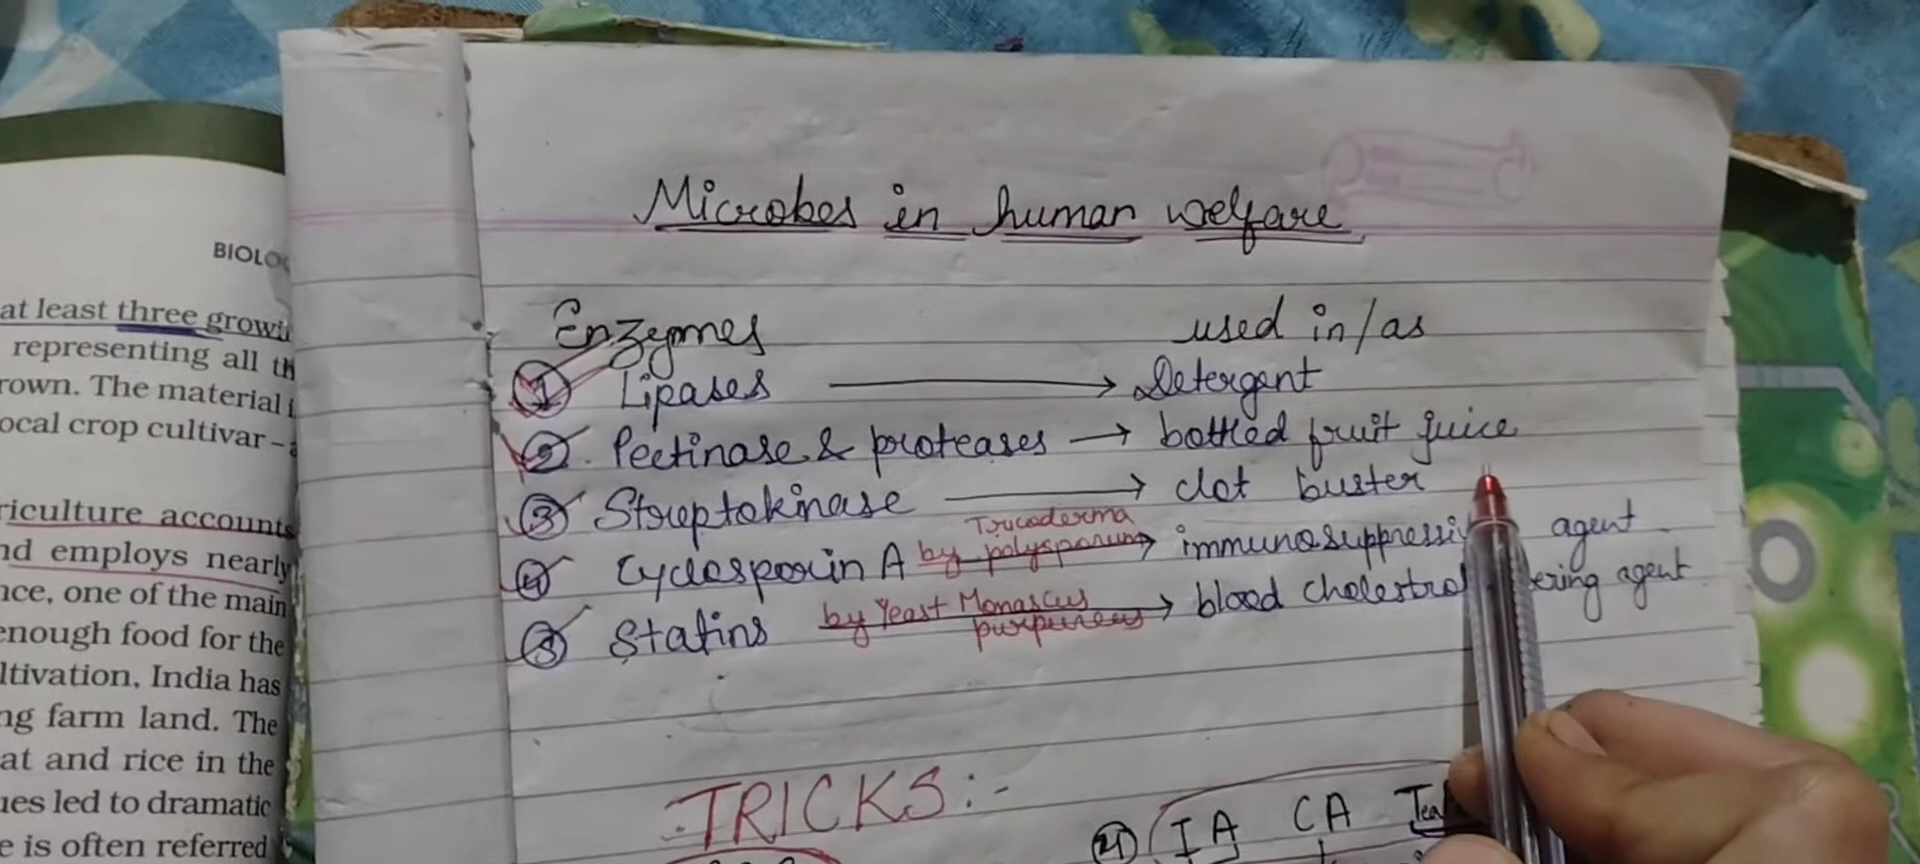 BIOLO
at least three growi
representing all th
rown. The material i
ocal crop cultivar – a
riculture accounts
nd employs nearly
nce, one of the main
enough food for the
ltivation, India has
ng farm land. The
at and rice in the
ues led to dramatic
e is often referred
Microbes in human welfare
Enzymes used in/as
1 Lipases → Detergent
2. Pectinase & proteases → bottled fruit juice
3 Streptokinase → clot buster
4 Cyclosporin A by Tricoderma polysporum → immunosuppressi agent
5 Statins by Yeast Monascus purpureus → blood cholestrol ering agent
TRICKS:-
4 IA CA Tea